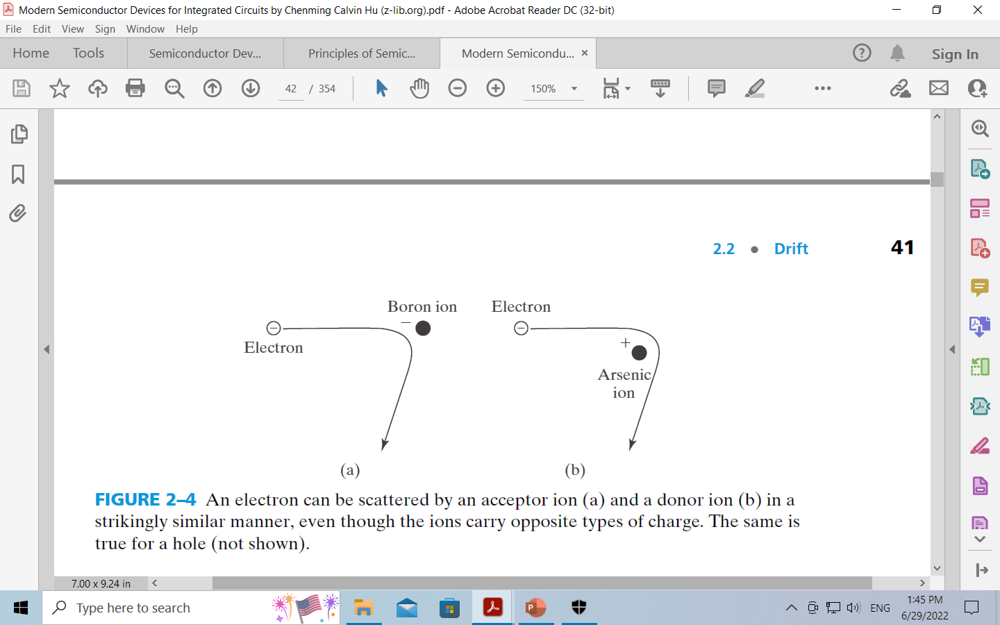 Modern Semiconductor Devices for Integrated Circuits by Chenming Calvin Hu (z-lib.org).pdf - Adobe Acrobat Reader DC (32-bit)
File Edit View Sign Window Help
Home Tools Semiconductor Dev... Principles of Semic... Modern Semicondu... × Sign In
42 / 354 150%
2.2 • Drift 41
Boron ion Electron
Electron
Arsenic
ion
(a) (b)
FIGURE 2–4 An electron can be scattered by an acceptor ion (a) and a donor ion (b) in a
strikingly similar manner, even though the ions carry opposite types of charge. The same is
true for a hole (not shown).
7.00 x 9.24 in
Type here to search
ENG
1:45 PM
6/29/2022